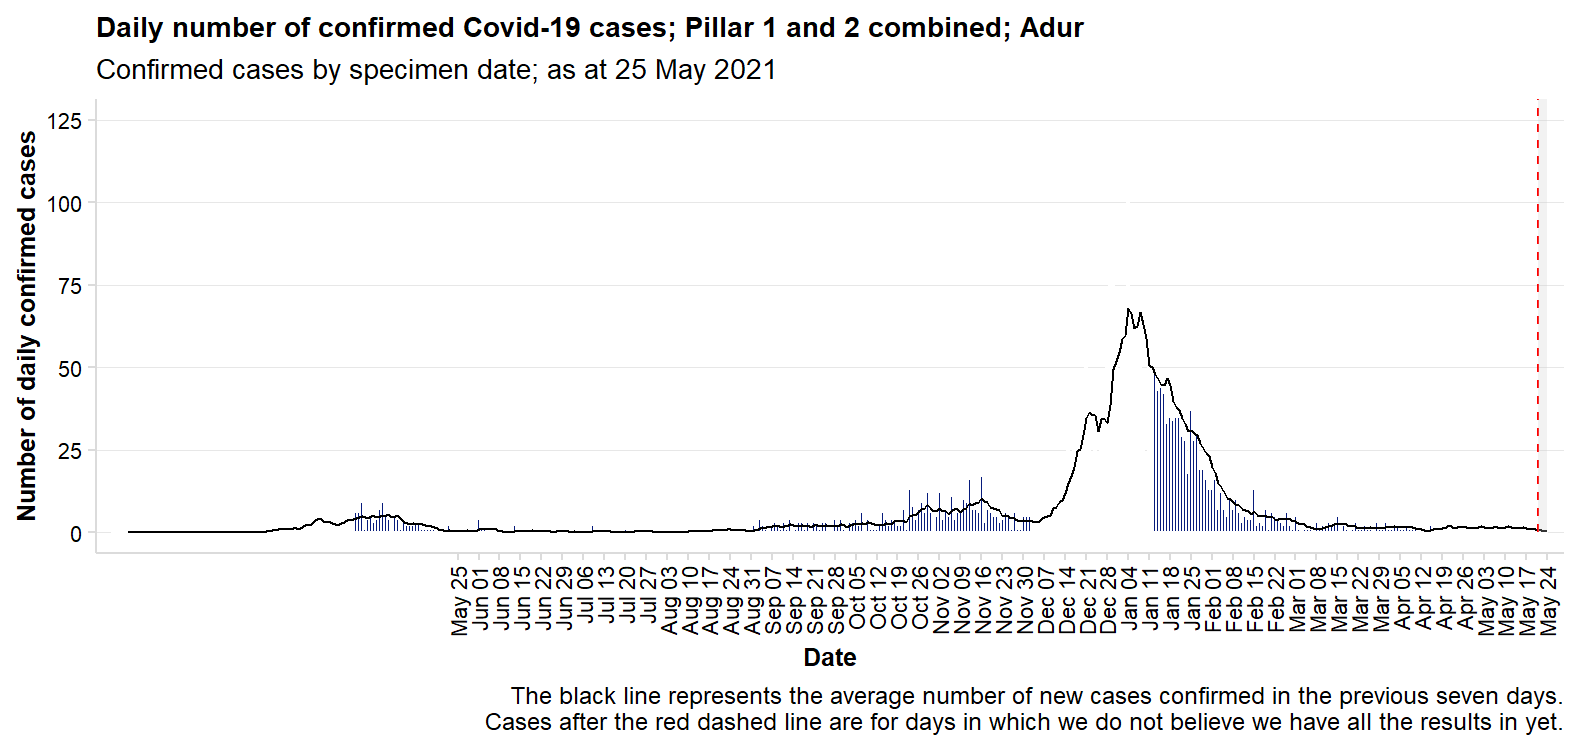 Daily number of confirmed Covid-19 cases; Pillar 1 and 2 combined; Adur
Confirmed cases by specimen date; as at 25 May 2021
Number of daily confirmed cases
125
100
75
50
25
0
May 25
Jun 01
Jun 08
Jun 15
Jun 22
Jun 29
Jul 06
Jul 13
Jul 20
Jul 27
Aug 03
Aug 10
Aug 17
Aug 24
Aug 31
Sep 07
Sep 14
Sep 21
Sep 28
Oct 05
Oct 12
Oct 19
Oct 26
Nov 02
Nov 09
Nov 16
Nov 23
Nov 30
Dec 07
Dec 14
Dec 21
Dec 28
Jan 04
Jan 11
Jan 18
Jan 25
Feb 01
Feb 08
Feb 15
Feb 22
Mar 01
Mar 08
Mar 15
Mar 22
Mar 29
Apr 05
Apr 12
Apr 19
Apr 26
May 03
May 10
May 17
May 24
Date
The black line represents the average number of new cases confirmed in the previous seven days.
Cases after the red dashed line are for days in which we do not believe we have all the results in yet.